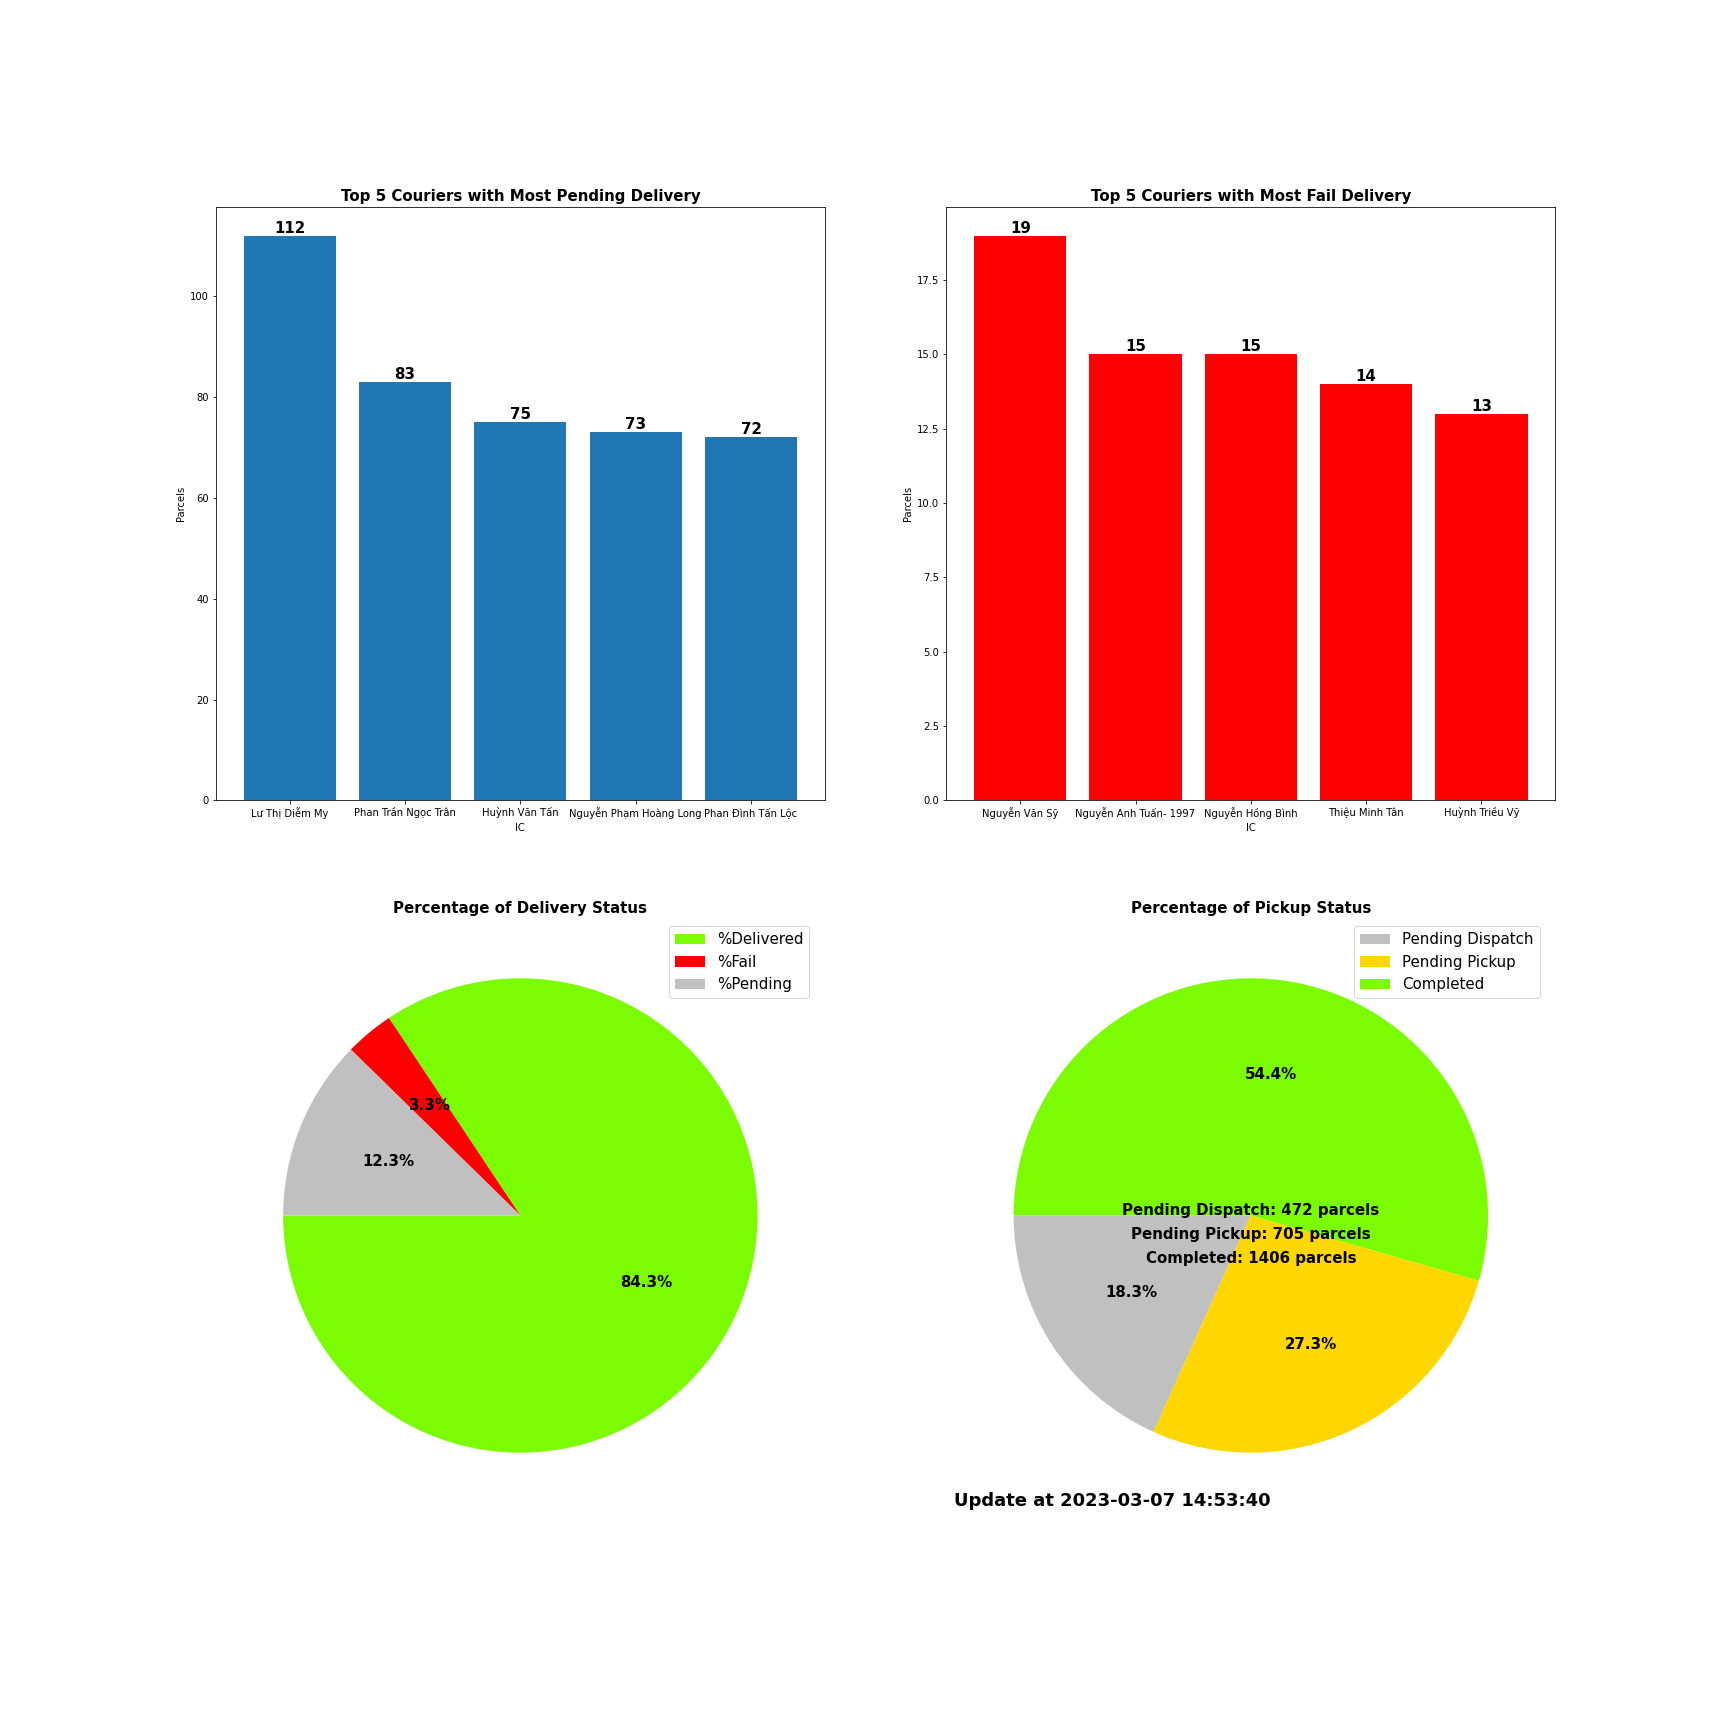 Top 5 Couriers with Most Pending Delivery
112
83
75
73
72
100
80
60
40
20
0
Parcels
Lư Thị Diễm My
Phan Trần Ngọc Trân
Huỳnh Văn Tấn
Nguyễn Phạm Hoàng Long
Phan Đình Tấn Lộc
IC
Top 5 Couriers with Most Fail Delivery
19
15
15
14
13
17.5
15.0
12.5
10.0
7.5
5.0
2.5
0.0
Parcels
Nguyễn Văn Sỹ
Nguyễn Anh Tuấn- 1997
Nguyễn Hồng Bình
Thiệu Minh Tân
Huỳnh Triều Vỹ
IC
Percentage of Delivery Status
%Delivered
%Fail
%Pending
3.3%
12.3%
84.3%
Percentage of Pickup Status
Pending Dispatch
Pending Pickup
Completed
54.4%
Pending Dispatch: 472 parcels
Pending Pickup: 705 parcels
Completed: 1406 parcels
18.3%
27.3%
Update at 2023-03-07 14:53:40